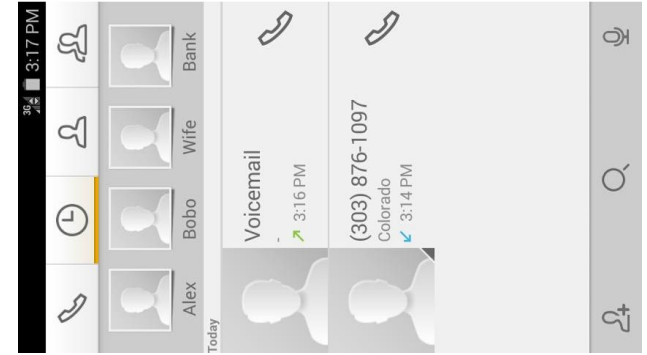 3G 3:17 PM
Alex Bobo Wife Bank
Today
Voicemail
- 3:16 PM
(303) 876-1097
Colorado
3:14 PM